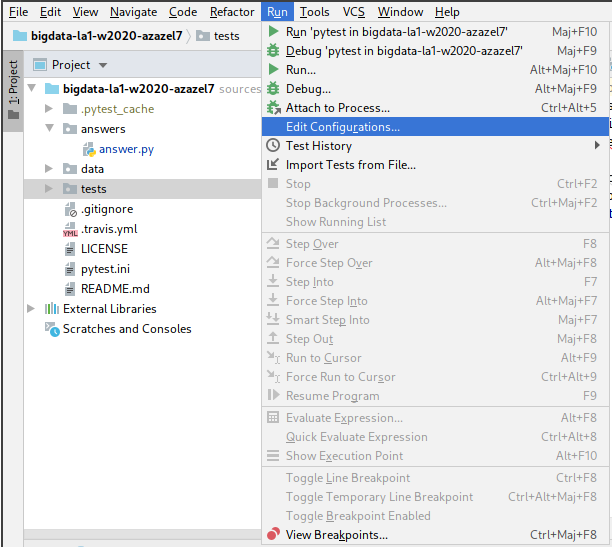 File Edit View Navigate Code Refactor Run Tools VCS Window Help
bigdata-la1-w2020-azazel7 tests
1: Project
Project
bigdata-la1-w2020-azazel7 sources
.pytest_cache
answers
answer.py
data
tests
.gitignore
.travis.yml
LICENSE
pytest.ini
README.md
External Libraries
Scratches and Consoles
Run 'pytest in bigdata-la1-w2020-azazel7' Maj+F10
Debug 'pytest in bigdata-la1-w2020-azazel7' Maj+F9
Run... Alt+Maj+F10
Debug... Alt+Maj+F9
Attach to Process... Ctrl+Alt+5
Edit Configurations...
Test History
Import Tests from File...
Stop Ctrl+F2
Stop Background Processes... Ctrl+Maj+F2
Show Running List
Step Over F8
Force Step Over Alt+Maj+F8
Step Into F7
Force Step Into Alt+Maj+F7
Smart Step Into Maj+F7
Step Out Maj+F8
Run to Cursor Alt+F9
Force Run to Cursor Ctrl+Alt+9
Resume Program F9
Evaluate Expression... Alt+F8
Quick Evaluate Expression Ctrl+Alt+8
Show Execution Point Alt+F10
Toggle Line Breakpoint Ctrl+F8
Toggle Temporary Line Breakpoint Ctrl+Alt+Maj+F8
Toggle Breakpoint Enabled
View Breakpoints... Ctrl+Maj+F8